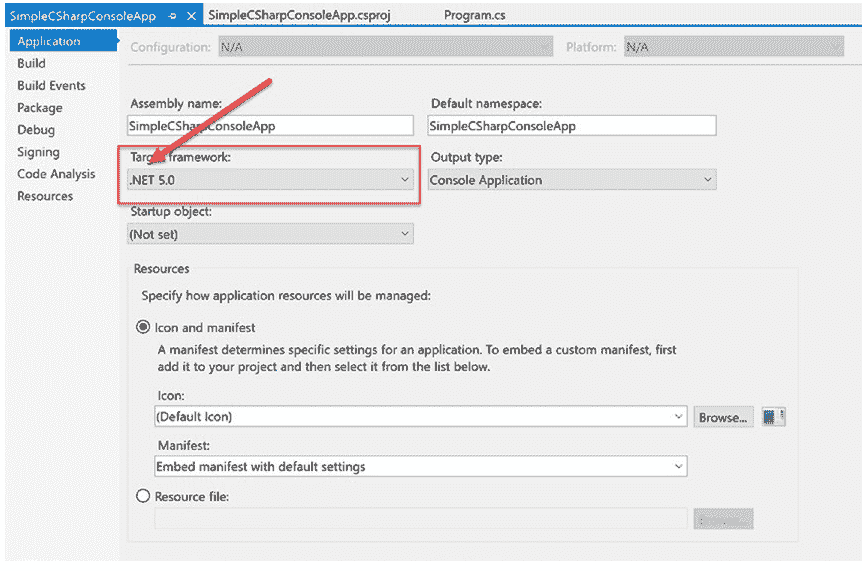 SimpleCSharpConsoleApp SimpleCSharpConsoleApp.csproj Program.cs
Application
Build
Build Events
Package
Debug
Signing
Code Analysis
Resources
Configuration: N/A Platform: N/A
Assembly name: Default namespace:
SimpleCSharpConsoleApp SimpleCSharpConsoleApp
Target framework: Output type:
.NET 5.0 Console Application
Startup object:
(Not set)
Resources
Specify how application resources will be managed:
Icon and manifest
A manifest determines specific settings for an application. To embed a custom manifest, first
add it to your project and then select it from the list below.
Icon:
(Default Icon) Browse...
Manifest:
Embed manifest with default settings
Resource file: